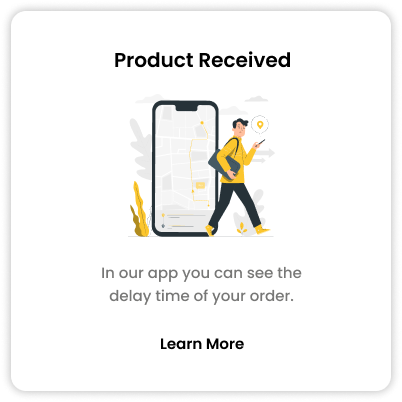 Product Received
In our app you can see the
delay time of your order.
Learn More